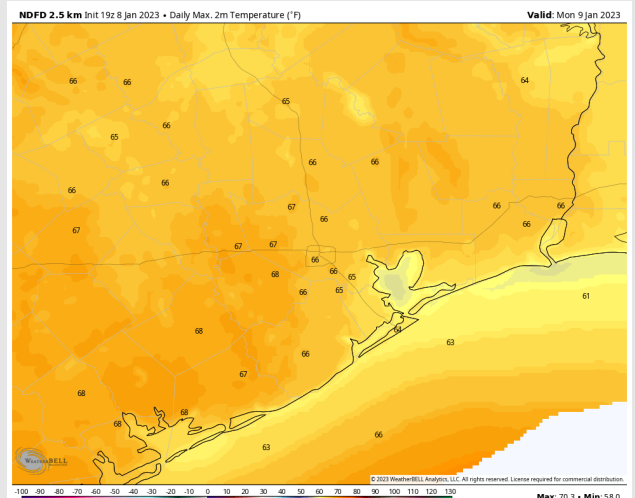 NDFD 2.5 km Init 19z 8 Jan 2023 • Daily Max. 2m Temperature (°F) Valid: Mon 9 Jan 2023
66 66 64
65
66
65
66 66
66 66
67 66 66
66 66
67
67 67
66
68 66 65
66 65
61
68 64
63
66
67
68
68 68
66
63
WeatherBELL
© 2023 WeatherBELL Analytics, LLC. All rights reserved. License required for commercial distribution.
-100 -90 -80 -70 -60 -50 -40 -30 -20 -10 0 10 20 30 40 50 60 70 80 90 100 110 120 130
Max: 70.3 • Min: 58.0